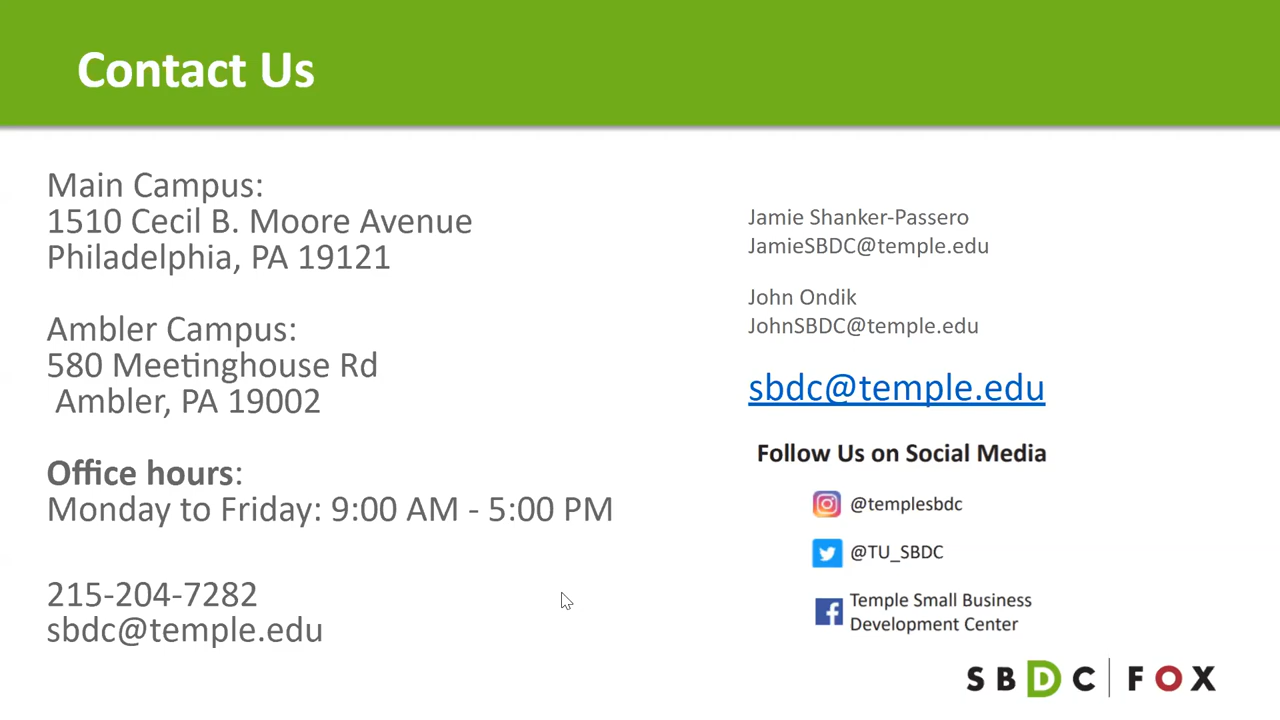 Contact Us
Main Campus:
1510 Cecil B. Moore Avenue
Philadelphia, PA 19121
Ambler Campus:
580 Meetinghouse Rd
Ambler, PA 19002
Office hours:
Monday to Friday: 9:00 AM - 5:00 PM
215-204-7282
sbdc@temple.edu
Jamie Shanker-Passero
JamieSBDC@temple.edu
John Ondik
JohnSBDC@temple.edu
sbdc@temple.edu
Follow Us on Social Media
@templesbdc
@TU_SBDC
Temple Small Business
Development Center
SBDC | FOX